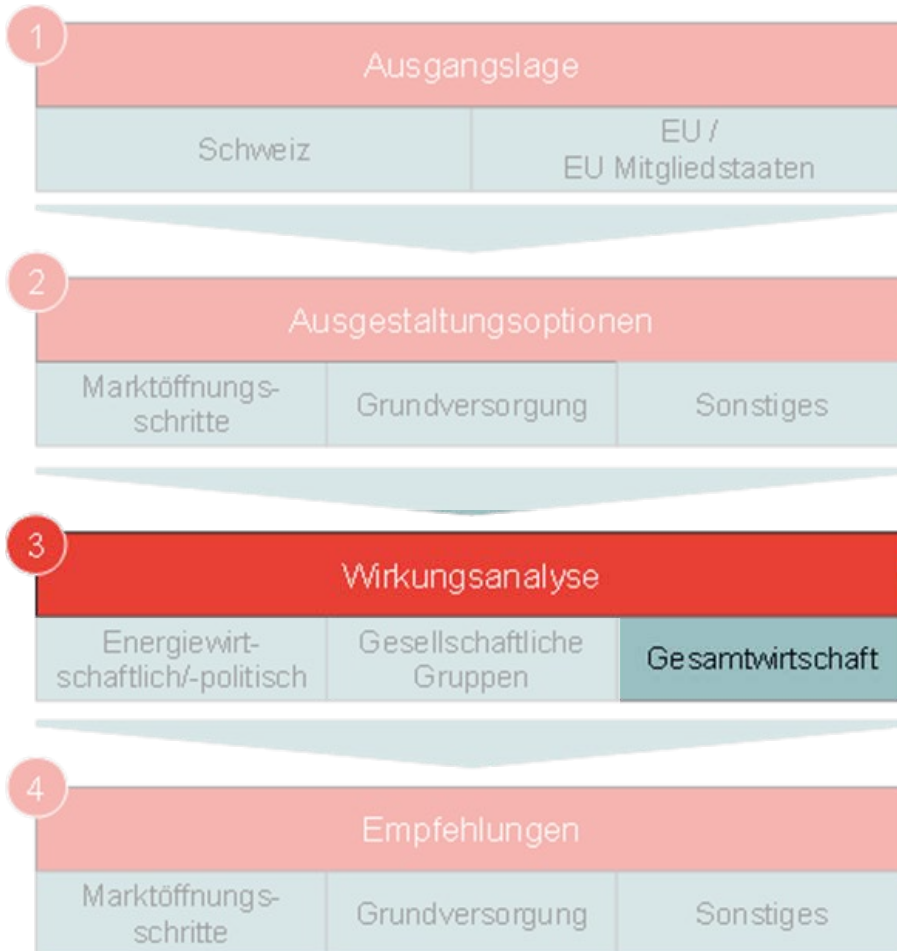 1
Ausgangslage
Schweiz
EU /
EU Mitgliedstaaten
2
Ausgestaltungsoptionen
Marktöffnungs-
schritte
Grundversorgung
Sonstiges
3
Wirkungsanalyse
Energiewirt-
schaftlich/-politisch
Gesellschaftliche
Gruppen
Gesamtwirtschaft
4
Empfehlungen
Marktöffnungs-
schritte
Grundversorgung
Sonstiges